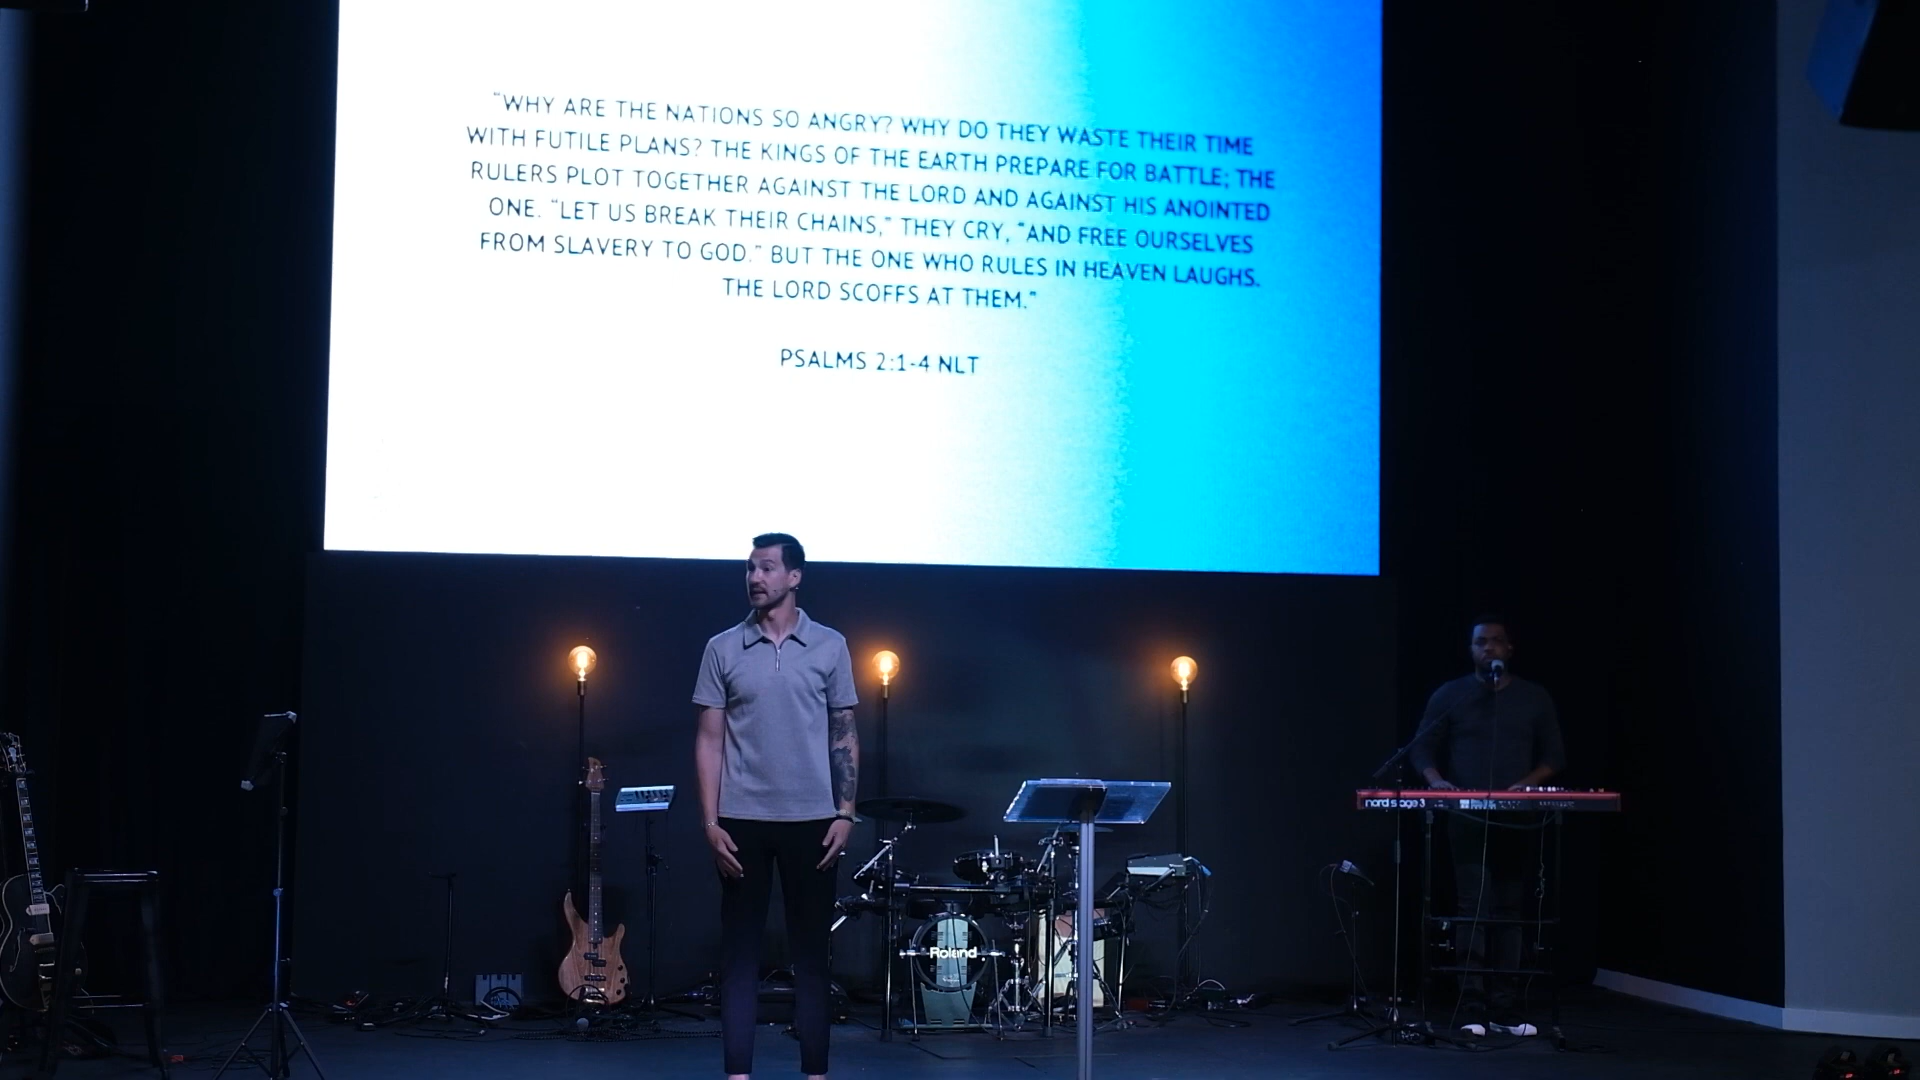 "WHY ARE THE NATIONS SO ANGRY? WHY DO THEY WASTE THEIR TIME
WITH FUTILE PLANS? THE KINGS OF THE EARTH PREPARE FOR BATTLE; THE
RULERS PLOT TOGETHER AGAINST THE LORD AND AGAINST HIS ANOINTED
ONE. "LET US BREAK THEIR CHAINS," THEY CRY, "AND FREE OURSELVES
FROM SLAVERY TO GOD." BUT THE ONE WHO RULES IN HEAVEN LAUGHS.
THE LORD SCOFFS AT THEM."
PSALMS 2:1-4 NLT
nord stage 3
Roland